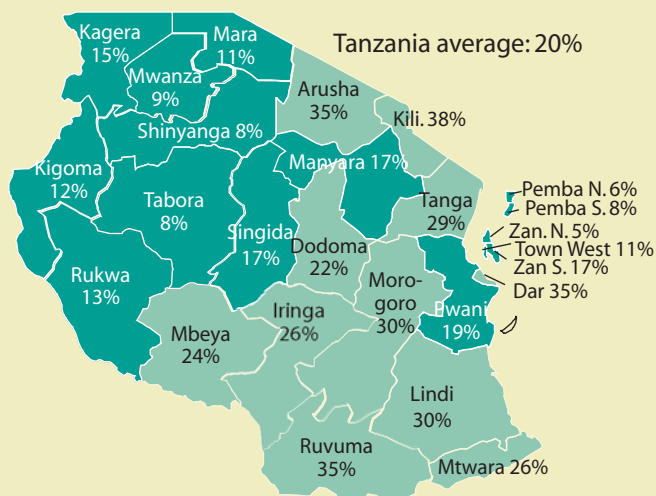 Kagera
15%
Mara
11%
Tanzania average: 20%
Mwanza
9%
Arusha
35%
Kili. 38%
Shinyanga 8%
Kigoma
12%
Manyara 17%
Tabora
8%
Tanga
29%
Pemba N. 6%
Pemba S. 8%
Zan. N. 5%
Town West 11%
Zan S. 17%
Dar 35%
Singida
17%
Dodoma
22%
Rukwa
13%
Moro-
goro
30%
Pwani
19%
Iringa
26%
Mbeya
24%
Lindi
30%
Ruvuma
35%
Mtwara 26%